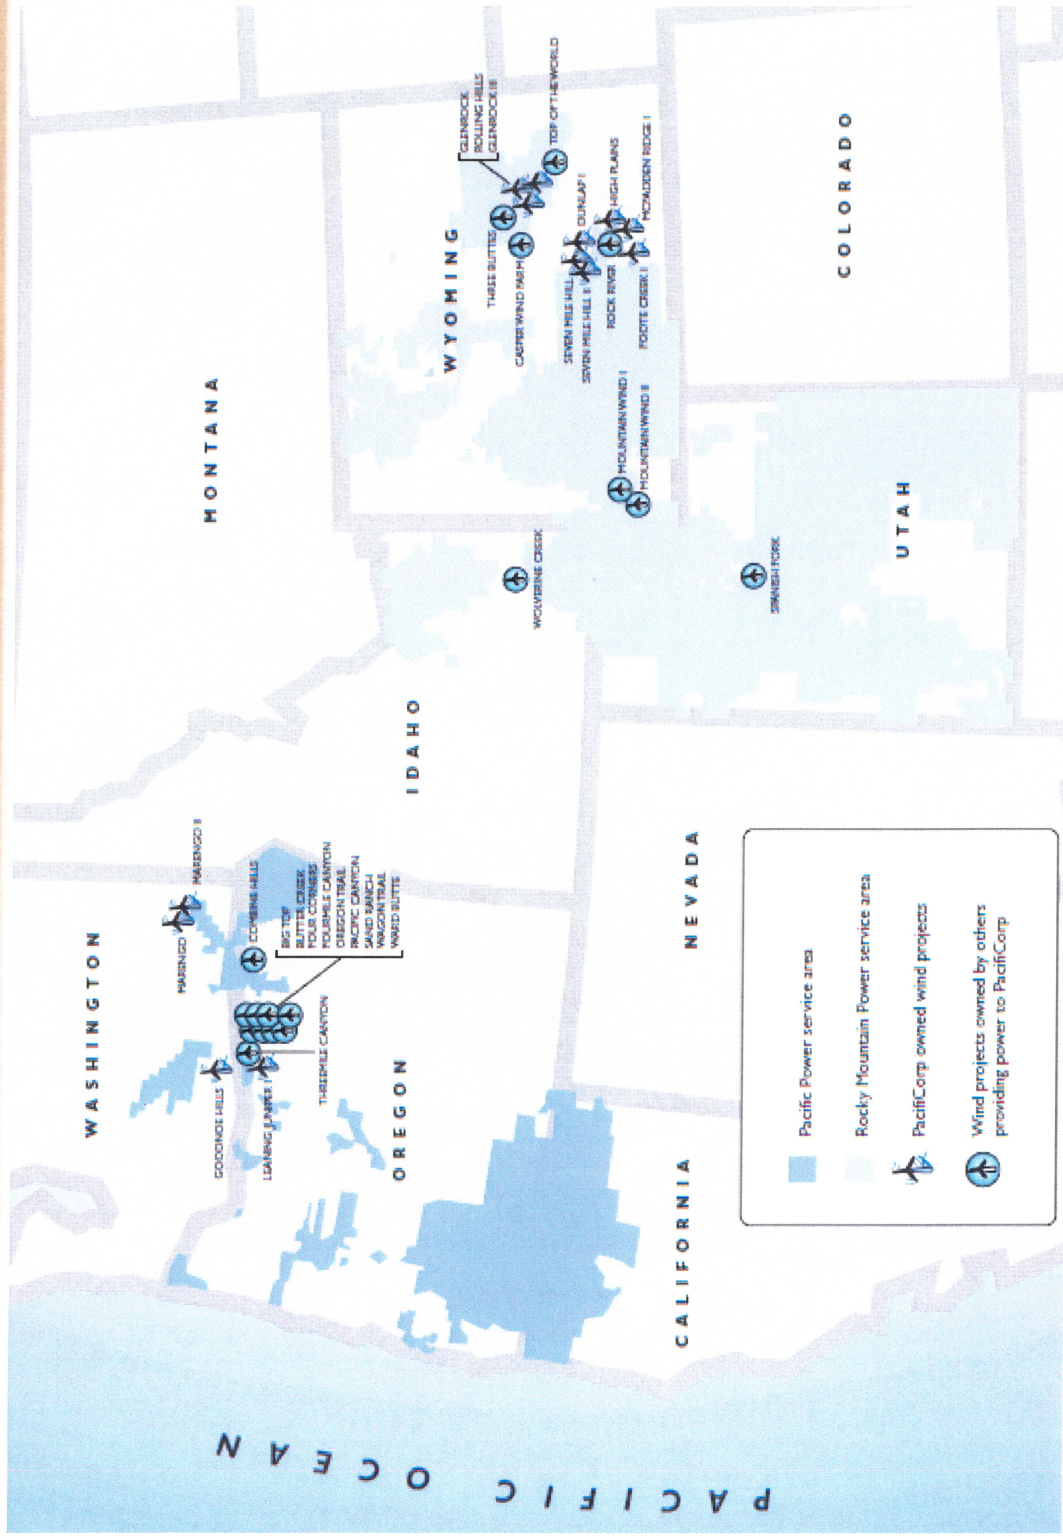 WASHINGTON
MONTANA
MARENGO
MARENGO II
GOODNOE HILLS
LEANING JUNIPER I
COMBINE HILLS
BIG TOP
BUTTER CREEK
FOUR CORNERS
FOURMILE CANYON
OREGON TRAIL
PACIFIC CANYON
SAND RANCH
WAGON TRAIL
WARD BUTTE
THREEMILE CANYON
OREGON
IDAHO
WYOMING
GLENROCK
ROLLING HILLS
GLENROCK III
THREE BUTTES
CASPER WIND FARM
TOP OF THE WORLD
SEVEN MILE HILL
SEVEN MILE HILL II
DUNLAP I
ROCK RIVER
HIGH PLAINS
FOOTE CREEK I
MCFADDEN RIDGE I
MOUNTAIN WIND I
MOUNTAIN WIND II
WOLVERINE CREEK
SPANISH FORK
CALIFORNIA
NEVADA
UTAH
COLORADO
PACIFIC OCEAN
Pacific Power service area
Rocky Mountain Power service area
PacifiCorp owned wind projects
Wind projects owned by others
providing power to PacifiCorp